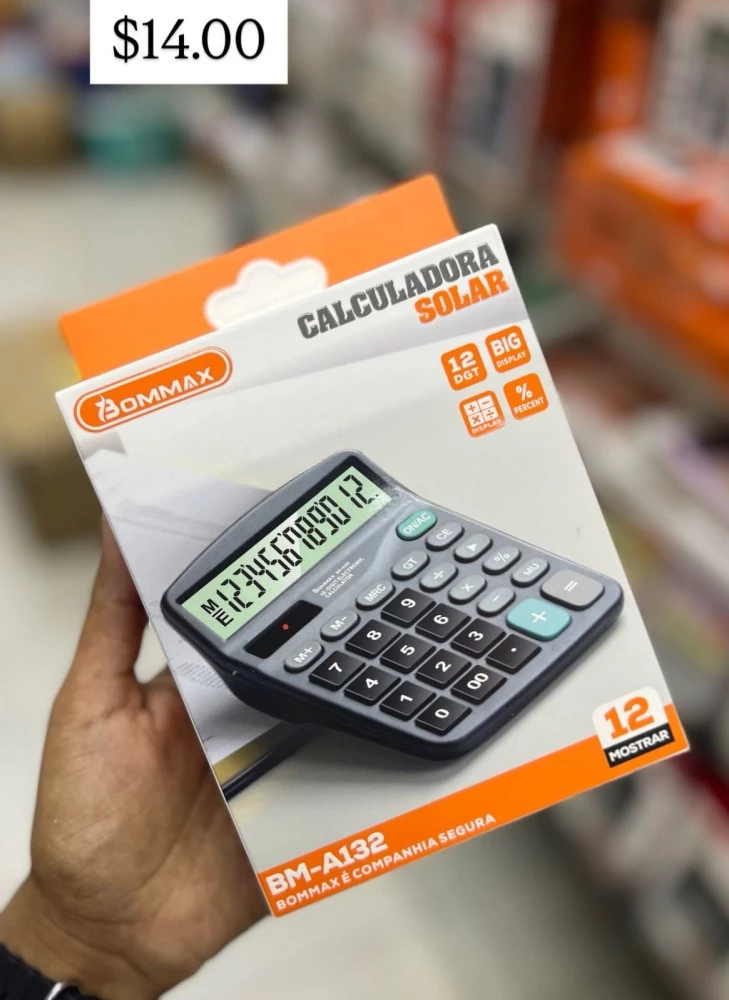 $14.00
CALCULADORA
SOLAR
BOMMAX
12
DGT
BIG
DISPLAY
DISPLAY
%
PERCENT
ON/AC
CE
%
MU
=
GT
÷
×
−
+
MRC
9
6
3
.
M-
8
5
2
00
M+
7
4
1
0
12
MOSTRAR
BM-A132
BOMMAX É COMPANHIA SEGURA